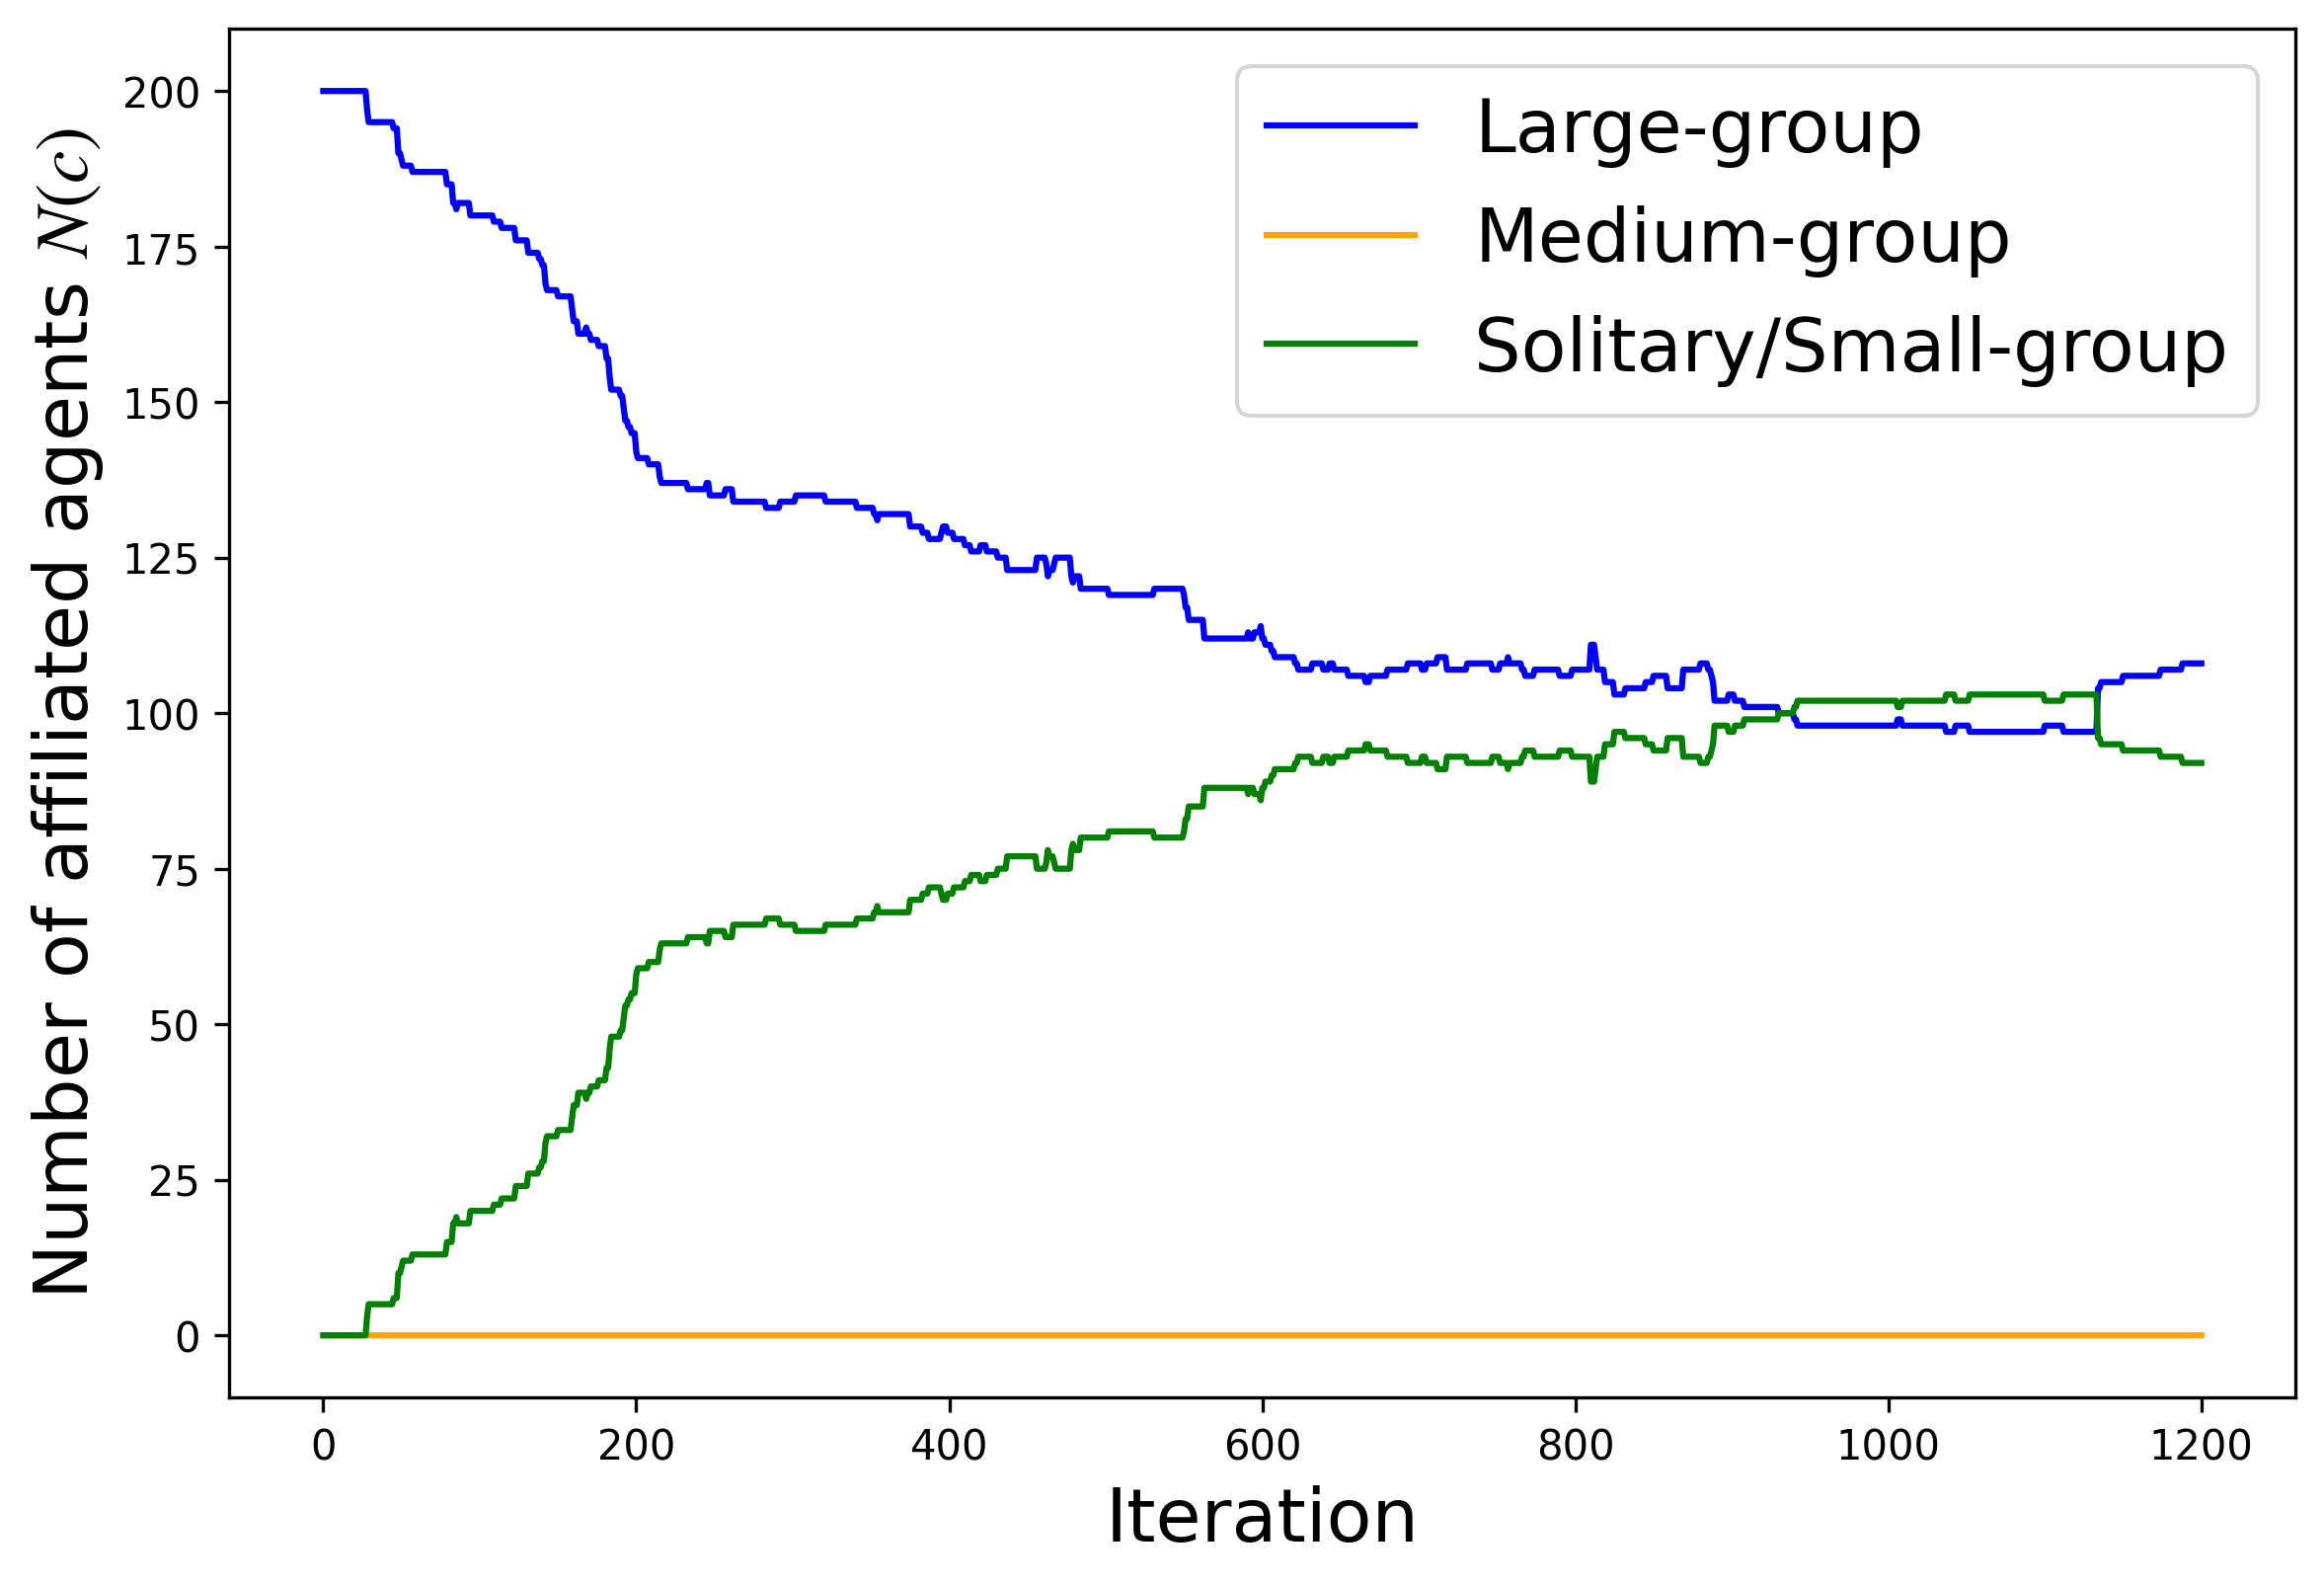 Number of affiliated agents N(c)
200
175
150
125
100
75
50
25
0
Large-group
Medium-group
Solitary/Small-group
0 200 400 600 800 1000 1200
Iteration